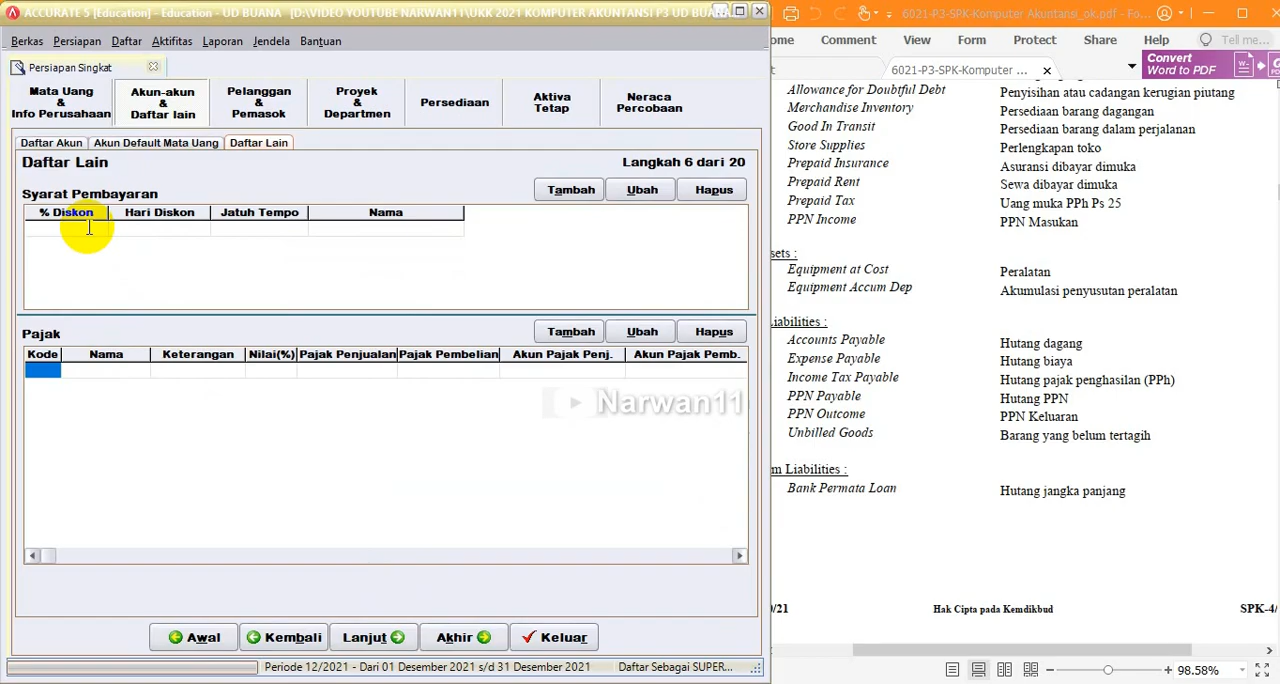 ACCURATE 5 [Education] - Education - UD BUANA [D:\VIDEO YOUTUBE NARWAN11\UKK 2021 KOMPUTER AKUNTANSI P3 UD BUANA
Berkas Persiapan Daftar Aktifitas Laporan Jendela Bantuan
Persiapan Singkat
Mata Uang & Info Perusahaan
Akun-akun & Daftar lain
Pelanggan & Pemasok
Proyek & Departmen
Persediaan
Aktiva Tetap
Neraca Percobaan
Daftar Akun Akun Default Mata Uang Daftar Lain
Daftar Lain Langkah 6 dari 20
Syarat Pembayaran Tambah Ubah Hapus
% Diskon Hari Diskon Jatuh Tempo Nama
Pajak Tambah Ubah Hapus
Kode Nama Keterangan Nilai(%) Pajak Penjualan Pajak Pembelian Akun Pajak Penj. Akun Pajak Pemb.
Narwan11
Awal Kembali Lanjut Akhir Keluar
Periode 12/2021 - Dari 01 Desember 2021 s/d 31 Desember 2021 Daftar Sebagai SUPER...
6021-P3-SPK-Komputer Akuntansi_ok.pdf - Fo...
ome Comment View Form Protect Share Help Tell me...
t 6021-P3-SPK-Komputer ...
Convert
Word to PDF
Allowance for Doubtful Debt Penyisihan atau cadangan kerugian piutang
Merchandise Inventory Persediaan barang dagangan
Good In Transit Persediaan barang dalam perjalanan
Store Supplies Perlengkapan toko
Prepaid Insurance Asuransi dibayar dimuka
Prepaid Rent Sewa dibayar dimuka
Prepaid Tax Uang muka PPh Ps 25
PPN Income PPN Masukan
sets :
Equipment at Cost Peralatan
Equipment Accum Dep Akumulasi penyusutan peralatan
iabilities :
Accounts Payable Hutang dagang
Expense Payable Hutang biaya
Income Tax Payable Hutang pajak penghasilan (PPh)
PPN Payable Hutang PPN
PPN Outcome PPN Keluaran
Unbilled Goods Barang yang belum tertagih
m Liabilities :
Bank Permata Loan Hutang jangka panjang
0/21 Hak Cipta pada Kemdikbud SPK-4/
98.58%